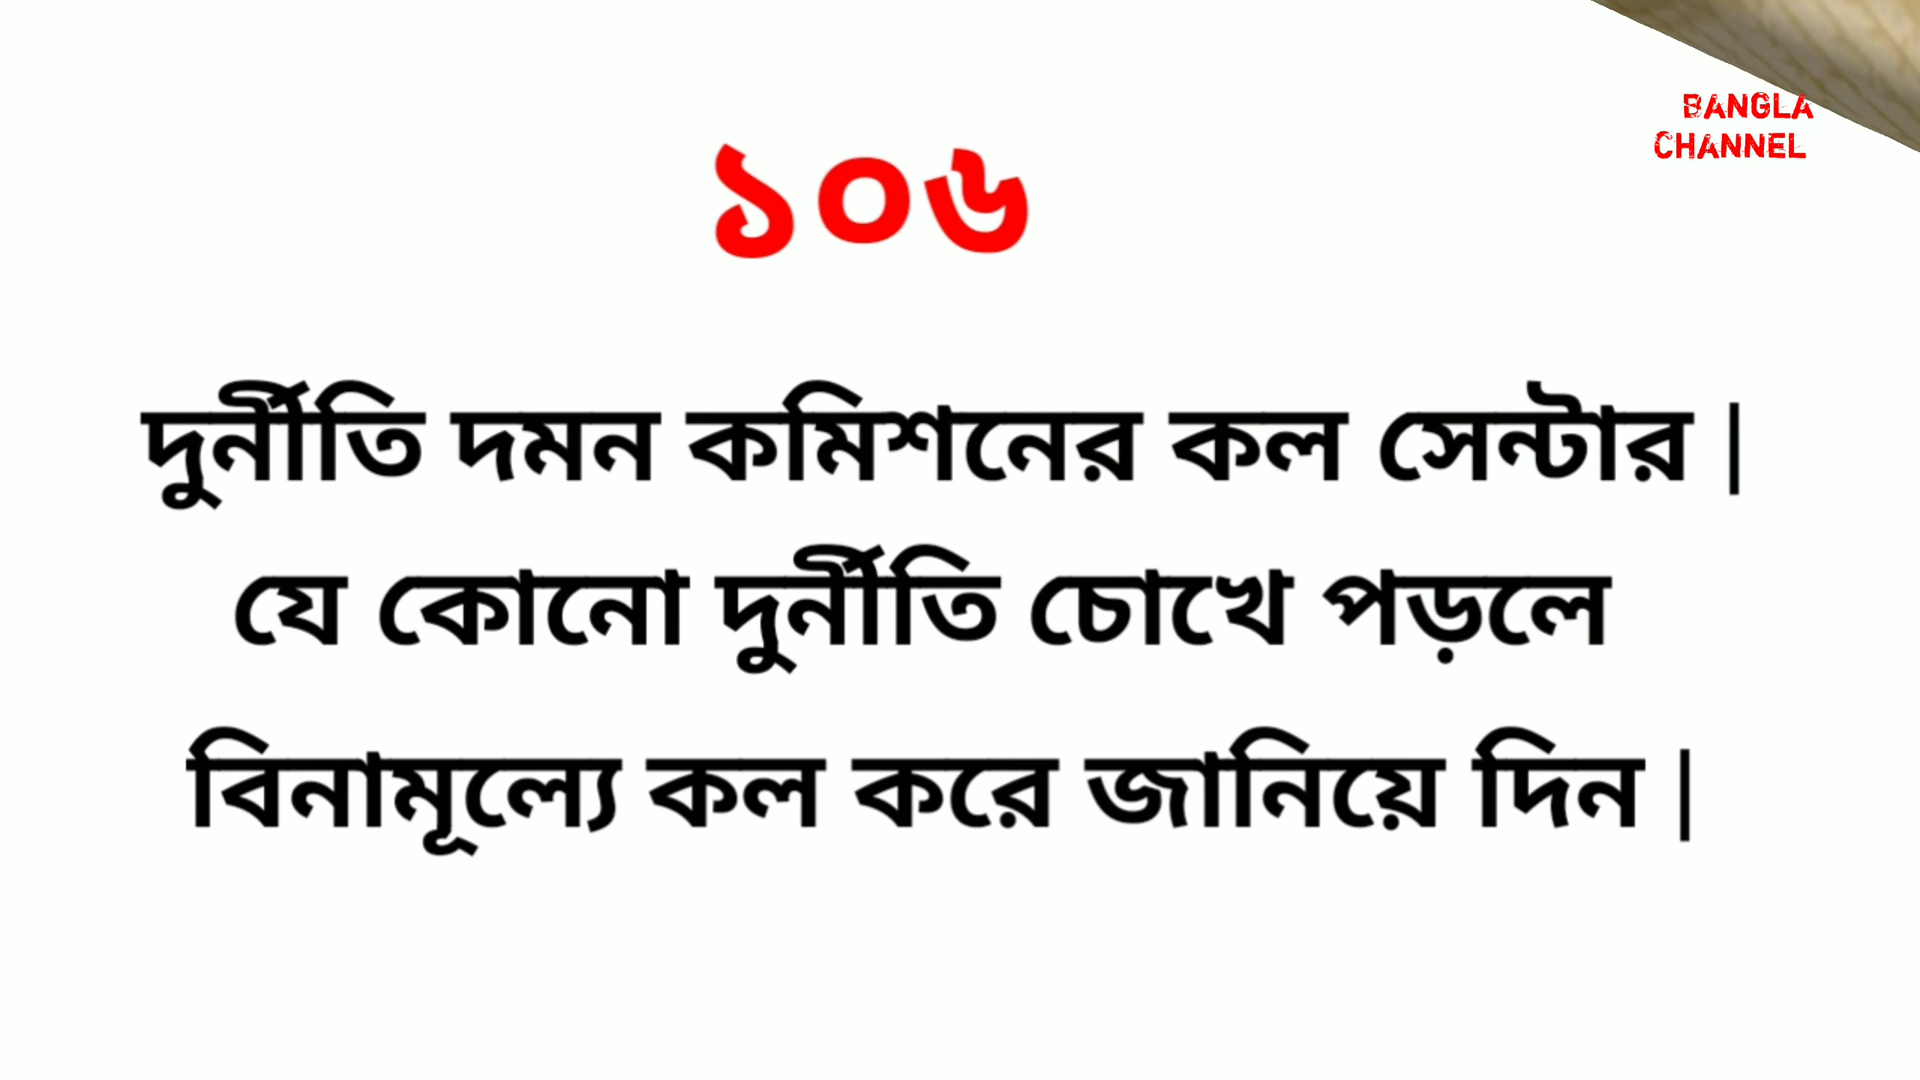 BANGLA
CHANNEL
১০৬
দুর্নীতি দমন কমিশনের কল সেন্টার |
যে কোনো দুর্নীতি চোখে পড়লে
বিনামূল্যে কল করে জানিয়ে দিন |